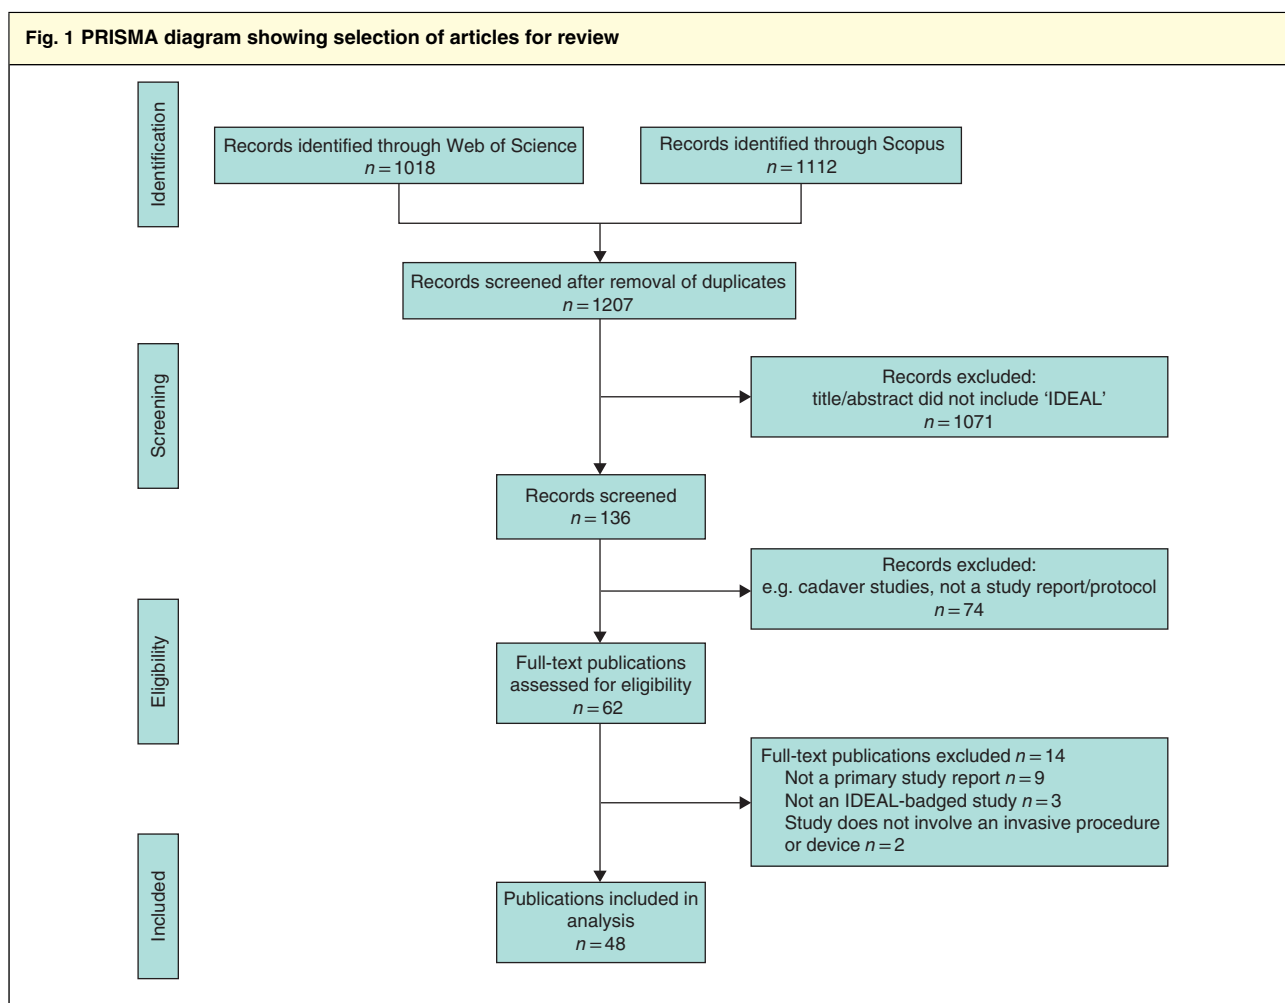 Fig. 1 PRISMA diagram showing selection of articles for review
Identification
Records identified through Web of Science
n = 1018
Records identified through Scopus
n = 1112
Records screened after removal of duplicates
n = 1207
Screening
Records excluded:
title/abstract did not include ‘IDEAL’
n = 1071
Records screened
n = 136
Records excluded:
e.g. cadaver studies, not a study report/protocol
n = 74
Eligibility
Full-text publications
assessed for eligibility
n = 62
Full-text publications excluded n = 14
Not a primary study report n = 9
Not an IDEAL-badged study n = 3
Study does not involve an invasive procedure
or device n = 2
Included
Publications included in
analysis
n = 48